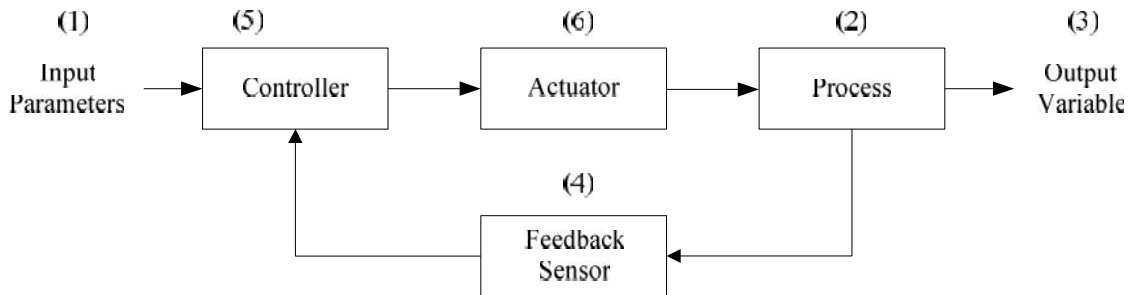 (1)
(5)
(6)
(2)
(3)
Input
Parameters
Controller
Actuator
Process
Output
Variable
(4)
Feedback
Sensor